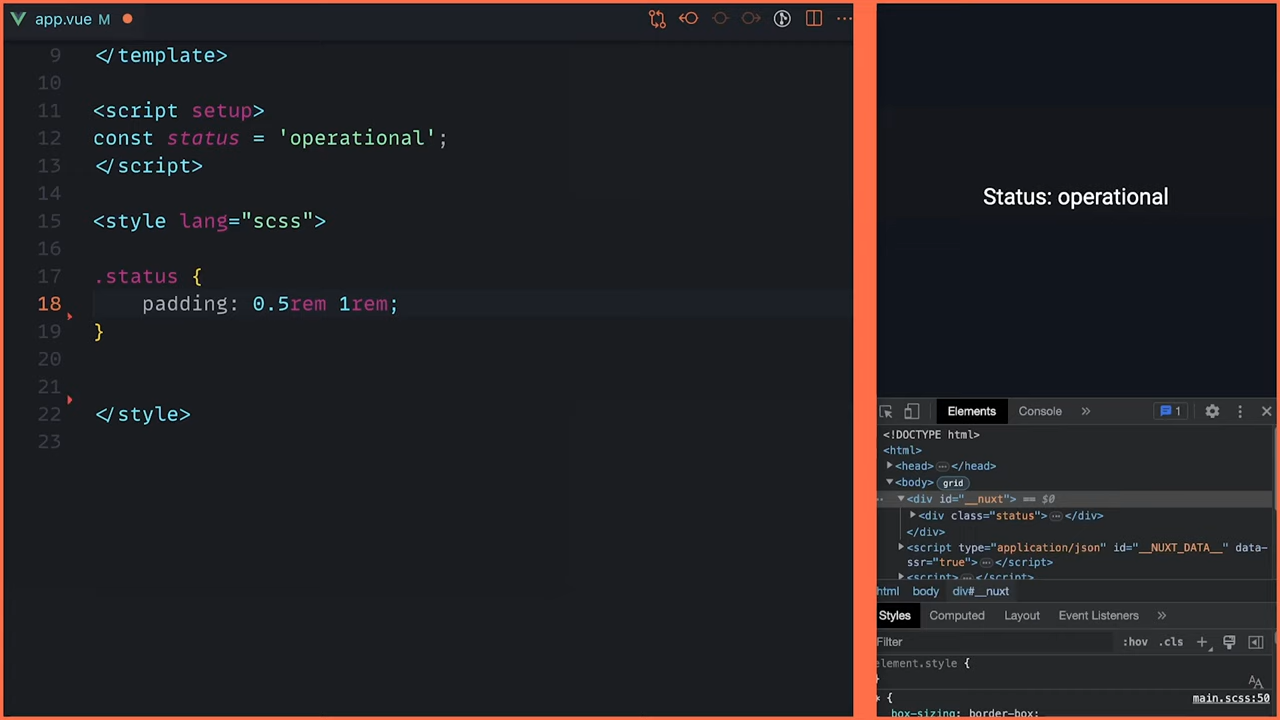 app.vue M
9 </template>
10
11 <script setup>
12 const status = 'operational';
13 </script>
14
15 <style lang="scss">
16
17 .status {
18 padding: 0.5rem 1rem;
19 }
20
21
22 </style>
23
Status: operational
Elements Console » 1
<!DOCTYPE html>
<html>
<head> … </head>
<body> grid
<div id="__nuxt"> == $0
<div class="status"> … </div>
</div>
<script type="application/json" id="__NUXT_DATA__" data-
ssr="true"> … </script>
<script> … </script>
html body div#__nuxt
Styles Computed Layout Event Listeners »
Filter :hov .cls +
element.style {
}
* { main.scss:50
box-sizing: border-box;